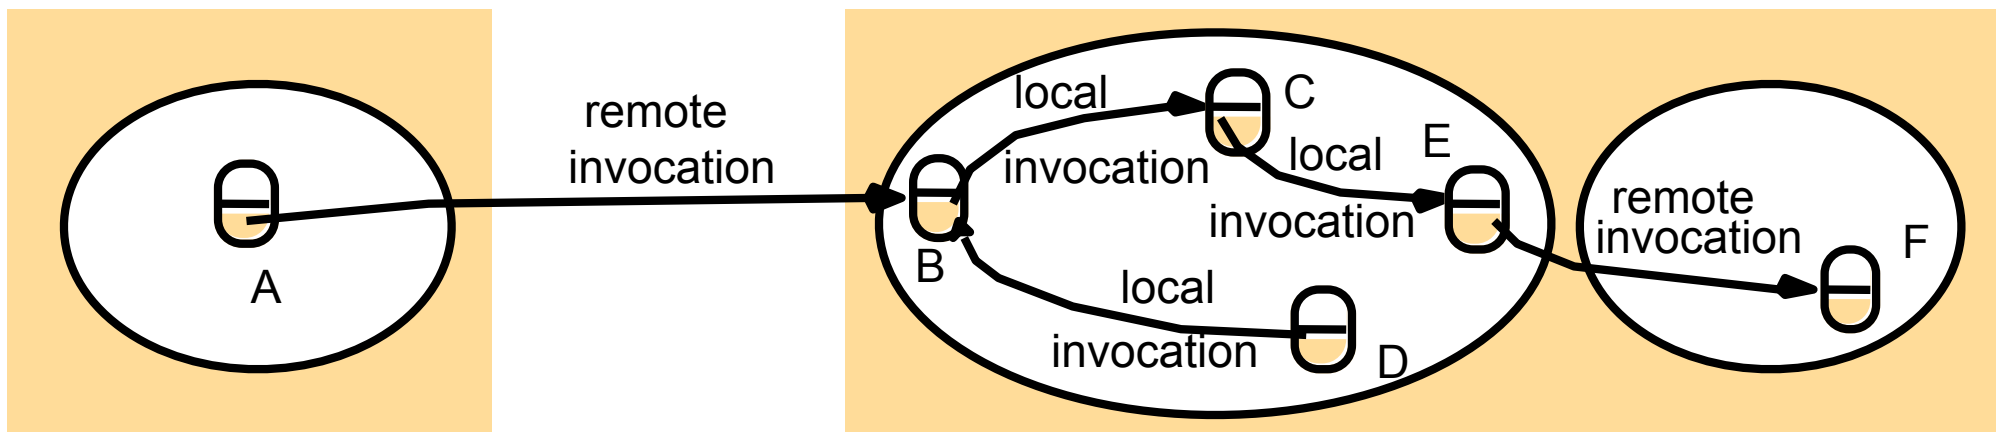 remote
invocation
A
B
local
invocation
C
local
invocation
E
local
invocation
D
remote
invocation
F